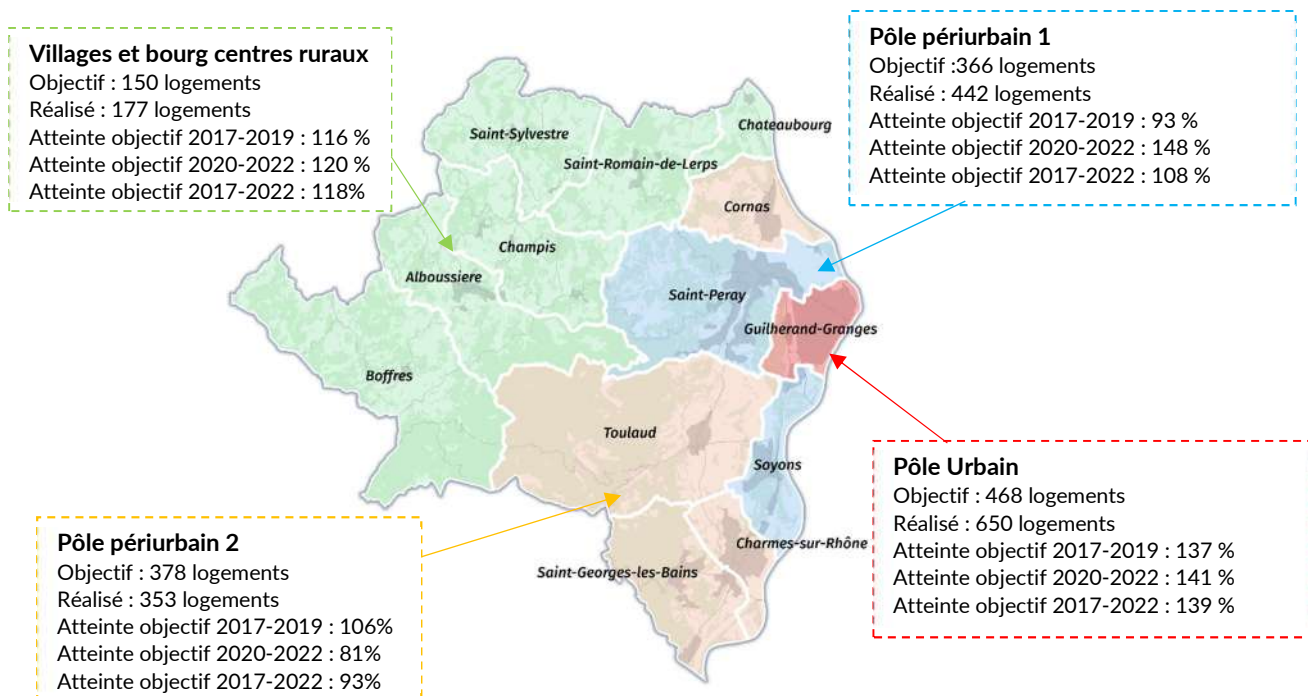 Villages et bourg centres ruraux
Objectif : 150 logements
Réalisé : 177 logements
Atteinte objectif 2017-2019 : 116 %
Atteinte objectif 2020-2022 : 120 %
Atteinte objectif 2017-2022 : 118%
Pôle périurbain 1
Objectif :366 logements
Réalisé : 442 logements
Atteinte objectif 2017-2019 : 93 %
Atteinte objectif 2020-2022 : 148 %
Atteinte objectif 2017-2022 : 108 %
Saint-Sylvestre
Chateaubourg
Saint-Romain-de-Lerps
Cornas
Champis
Alboussiere
Saint-Peray
Guilherand-Granges
Boffres
Toulaud
Soyons
Charmes-sur-Rhône
Saint-Georges-les-Bains
Pôle Urbain
Objectif : 468 logements
Réalisé : 650 logements
Atteinte objectif 2017-2019 : 137 %
Atteinte objectif 2020-2022 : 141 %
Atteinte objectif 2017-2022 : 139 %
Pôle périurbain 2
Objectif : 378 logements
Réalisé : 353 logements
Atteinte objectif 2017-2019 : 106%
Atteinte objectif 2020-2022 : 81%
Atteinte objectif 2017-2022 : 93%